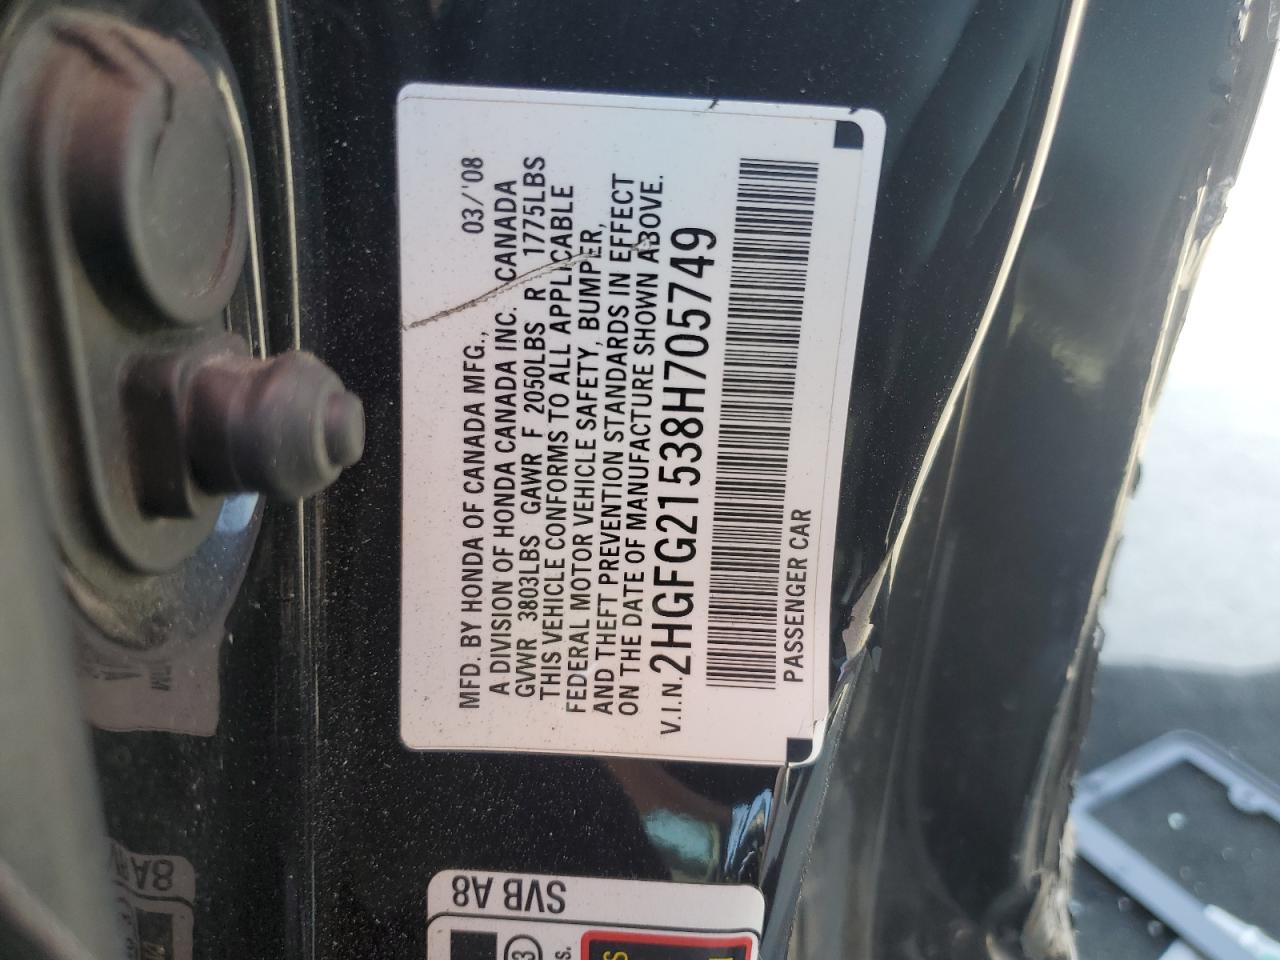 MFD. BY HONDA OF CANADA MFG., 03/'08
A DIVISION OF HONDA CANADA INC. CANADA
GVWR 3803LBS GAWR F 2050LBS R 1775LBS
THIS VEHICLE CONFORMS TO ALL APPLICABLE
FEDERAL MOTOR VEHICLE SAFETY, BUMPER,
AND THEFT PREVENTION STANDARDS IN EFFECT
ON THE DATE OF MANUFACTURE SHOWN ABOVE.
V.I.N. 2HGFG21538H705749
PASSENGER CAR
SVB A8